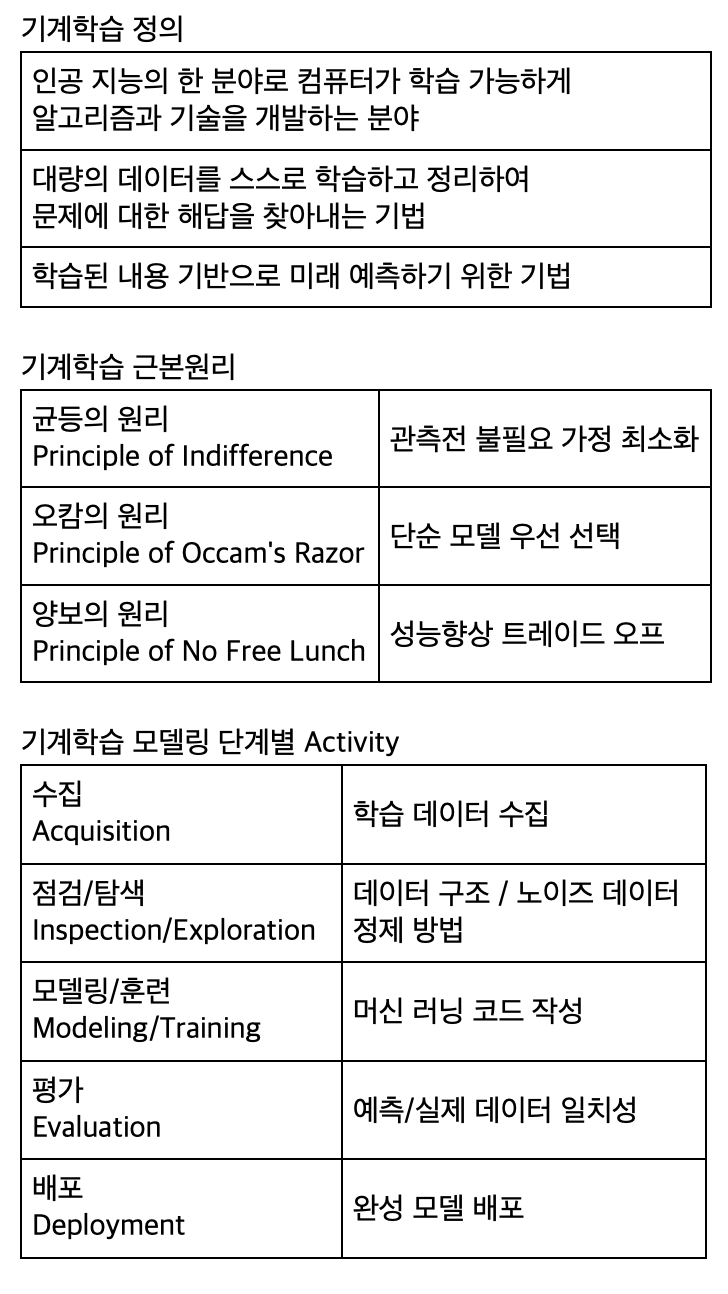 기계학습 정의
인공 지능의 한 분야로 컴퓨터가 학습 가능하게
알고리즘과 기술을 개발하는 분야
대량의 데이터를 스스로 학습하고 정리하여
문제에 대한 해답을 찾아내는 기법
학습된 내용 기반으로 미래 예측하기 위한 기법
기계학습 근본원리
균등의 원리
Principle of Indifference
관측전 불필요 가정 최소화
오캄의 원리
Principle of Occam's Razor
단순 모델 우선 선택
양보의 원리
Principle of No Free Lunch
성능향상 트레이드 오프
기계학습 모델링 단계별 Activity
수집
Acquisition
학습 데이터 수집
점검/탐색
Inspection/Exploration
데이터 구조 / 노이즈 데이터
정제 방법
모델링/훈련
Modeling/Training
머신 러닝 코드 작성
평가
Evaluation
예측/실제 데이터 일치성
배포
Deployment
완성 모델 배포